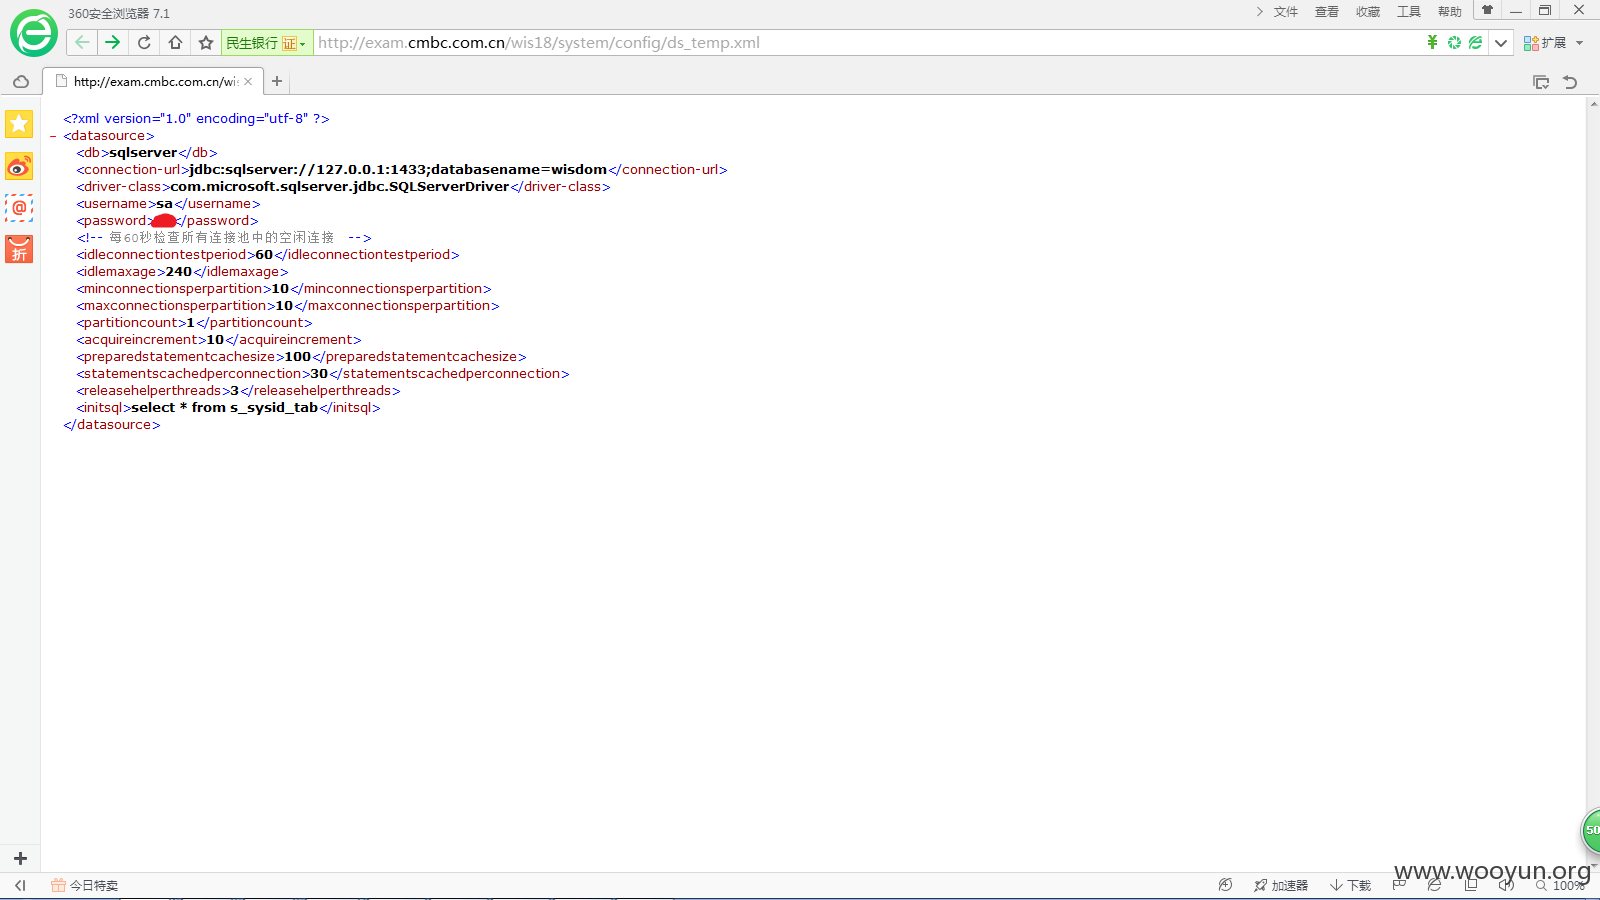 360安全浏览器 7.1
文件 查看 收藏 工具 帮助
民生银行 证 http://exam.cmbc.com.cn/wis18/system/config/ds_temp.xml ¥ 扩展
http://exam.cmbc.com.cn/wi
<?xml version="1.0" encoding="utf-8" ?>
- <datasource>
<db>sqlserver</db>
<connection-url>jdbc:sqlserver://127.0.0.1:1433;databasename=wisdom</connection-url>
<driver-class>com.microsoft.sqlserver.jdbc.SQLServerDriver</driver-class>
<username>sa</username>
<password></password>
<!-- 每60秒检查所有连接池中的空闲连接 -->
<idleconnectiontestperiod>60</idleconnectiontestperiod>
<idlemaxage>240</idlemaxage>
<minconnectionsperpartition>10</minconnectionsperpartition>
<maxconnectionsperpartition>10</maxconnectionsperpartition>
<partitioncount>1</partitioncount>
<acquireincrement>10</acquireincrement>
<preparedstatementcachesize>100</preparedstatementcachesize>
<statementscachedperconnection>30</statementscachedperconnection>
<releasehelperthreads>3</releasehelperthreads>
<initsql>select * from s_sysid_tab</initsql>
</datasource>
@
折
50
www.wooyun.org
今日特卖 加速器 下载 100%